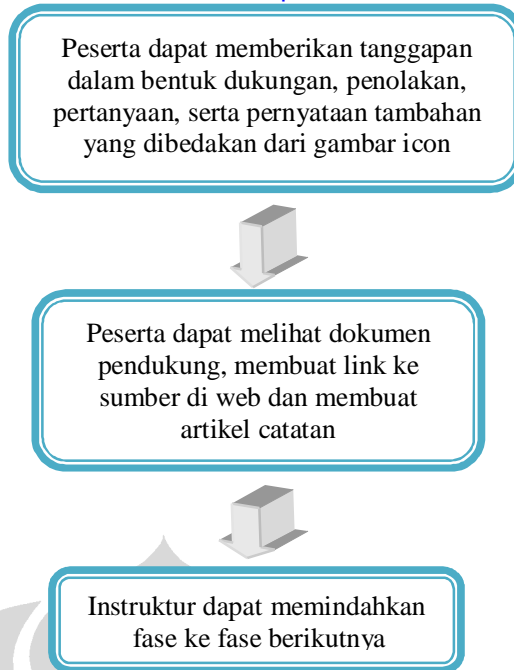 Peserta dapat memberikan tanggapan
dalam bentuk dukungan, penolakan,
pertanyaan, serta pernyataan tambahan
yang dibedakan dari gambar icon
Peserta dapat melihat dokumen
pendukung, membuat link ke
sumber di web dan membuat
artikel catatan
Instruktur dapat memindahkan
fase ke fase berikutnya